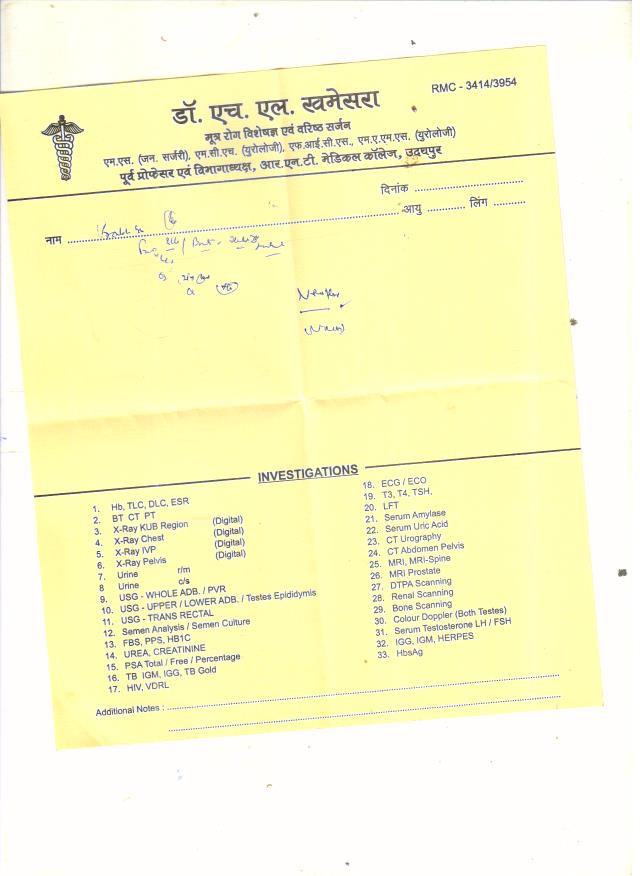 RMC - 3414/3954
डॉ. एच. एल. खमेसरा
मूत्र रोग विशेषज्ञ एवं वरिष्ठ सर्जन
एम.एस. (जन. सर्जरी), एम.सी.एच. (यूरोलोजी), एफ.आई.सी.एस., एम.ए.एम.एस. (यूरोलोजी)
पूर्व प्रोफेसर एवं विभागाध्यक्ष, आर.एन.टी. मेडिकल कॉलेज, उदयपुर
दिनांक
नाम आयु लिंग
INVESTIGATIONS
1. Hb, TLC, DLC, ESR
2. BT CT PT
3. X-Ray KUB Region (Digital)
4. X-Ray Chest (Digital)
5. X-Ray IVP (Digital)
6. X-Ray Pelvis (Digital)
7. Urine r/m
8 Urine c/s
9. USG - WHOLE ADB. / PVR
10. USG - UPPER / LOWER ADB. / Testes Epididymis
11. USG - TRANS RECTAL
12. Semen Analysis / Semen Culture
13. FBS, PPS, HB1C
14. UREA, CREATININE
15. PSA Total / Free / Percentage
16. TB IGM, IGG, TB Gold
17. HIV, VDRL
18. ECG / ECO
19. T3, T4, TSH,
20. LFT
21. Serum Amylase
22. Serum Uric Acid
23. CT Urography
24. CT Abdomen Pelvis
25. MRI, MRI-Spine
26. MRI Prostate
27. DTPA Scanning
28. Renal Scanning
29. Bone Scanning
30. Colour Doppler (Both Testes)
31. Serum Testosterone LH / FSH
32. IGG, IGM, HERPES
33. HbsAg
Additional Notes :